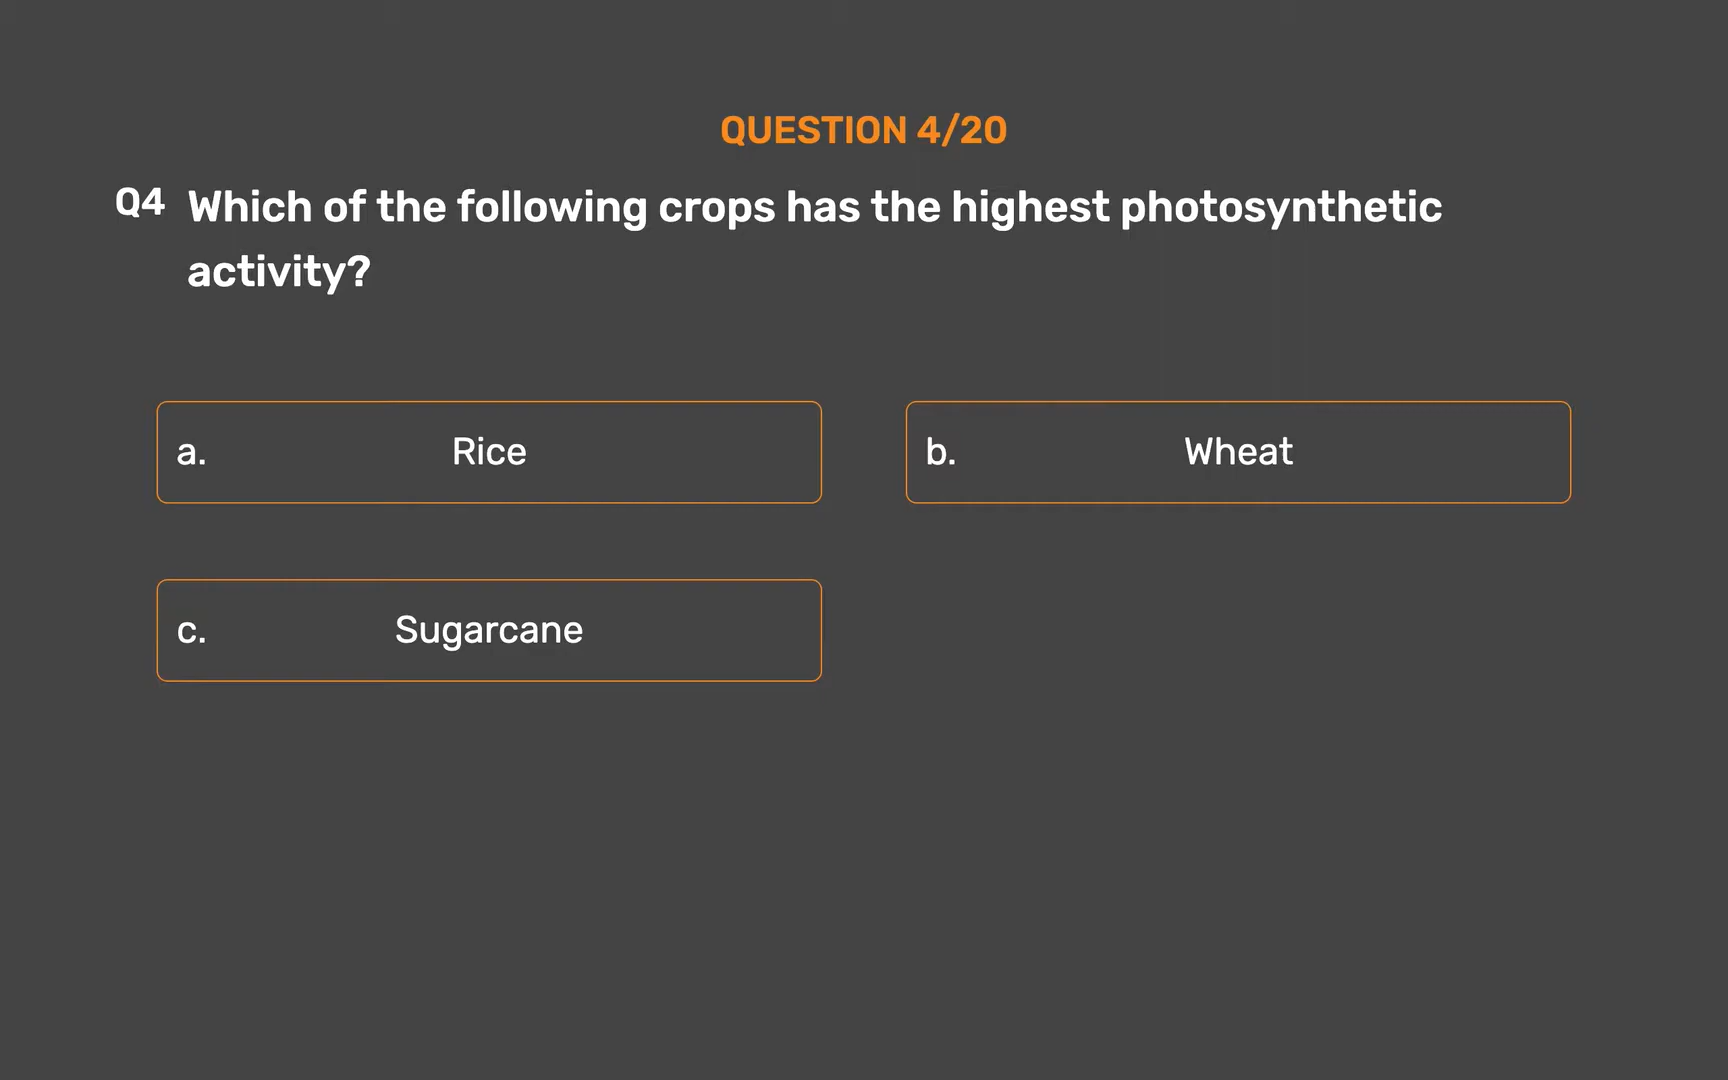 QUESTION 4/20
Q4 Which of the following crops has the highest photosynthetic
activity?
a. Rice
b. Wheat
c. Sugarcane